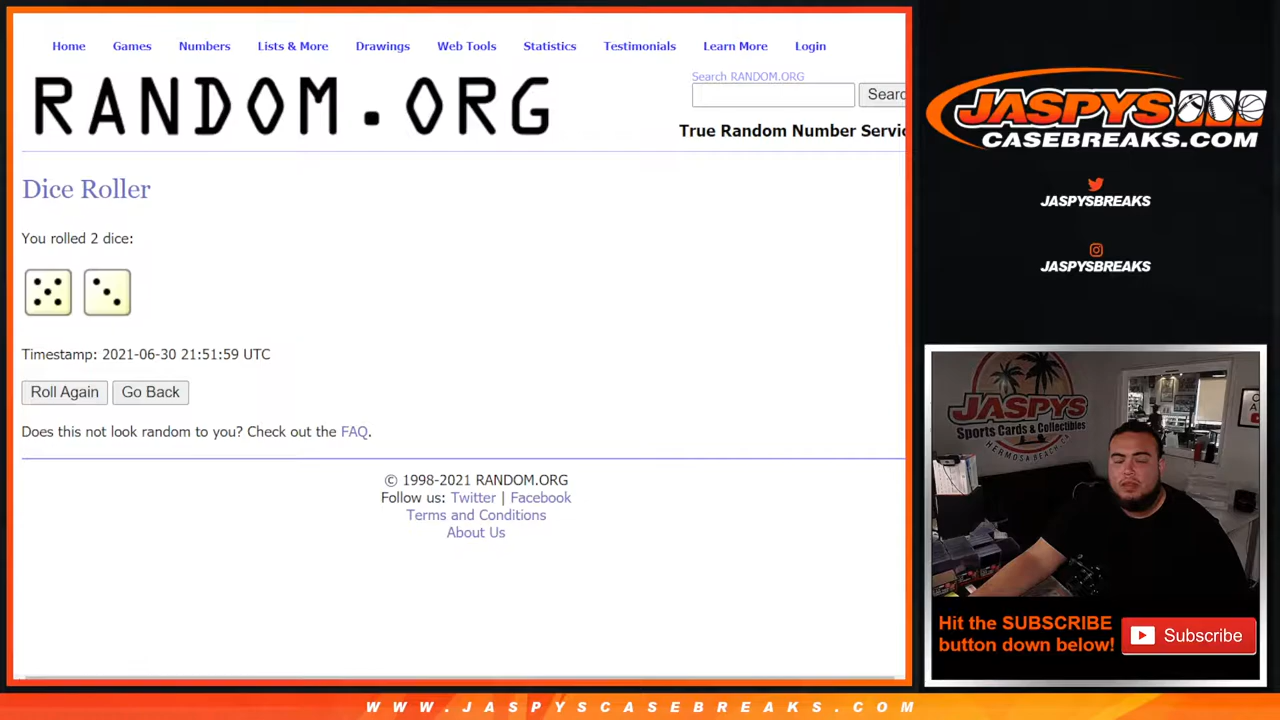 Home Games Numbers Lists & More Drawings Web Tools Statistics Testimonials Learn More Login
RANDOM.ORG
Search RANDOM.ORG
Searc
True Random Number Servic
Dice Roller
You rolled 2 dice:
Timestamp: 2021-06-30 21:51:59 UTC
Roll Again Go Back
Does this not look random to you? Check out the FAQ.
© 1998-2021 RANDOM.ORG
Follow us: Twitter | Facebook
Terms and Conditions
About Us
JASPYS
CASEBREAKS.COM
JASPYSBREAKS
JASPYSBREAKS
JASPYS
Sports Cards & Collectibles
HERMOSA BEACH, CA
Hit the SUBSCRIBE
button down below!
Subscribe
WWW.JASPYSCASEBREAKS.COM